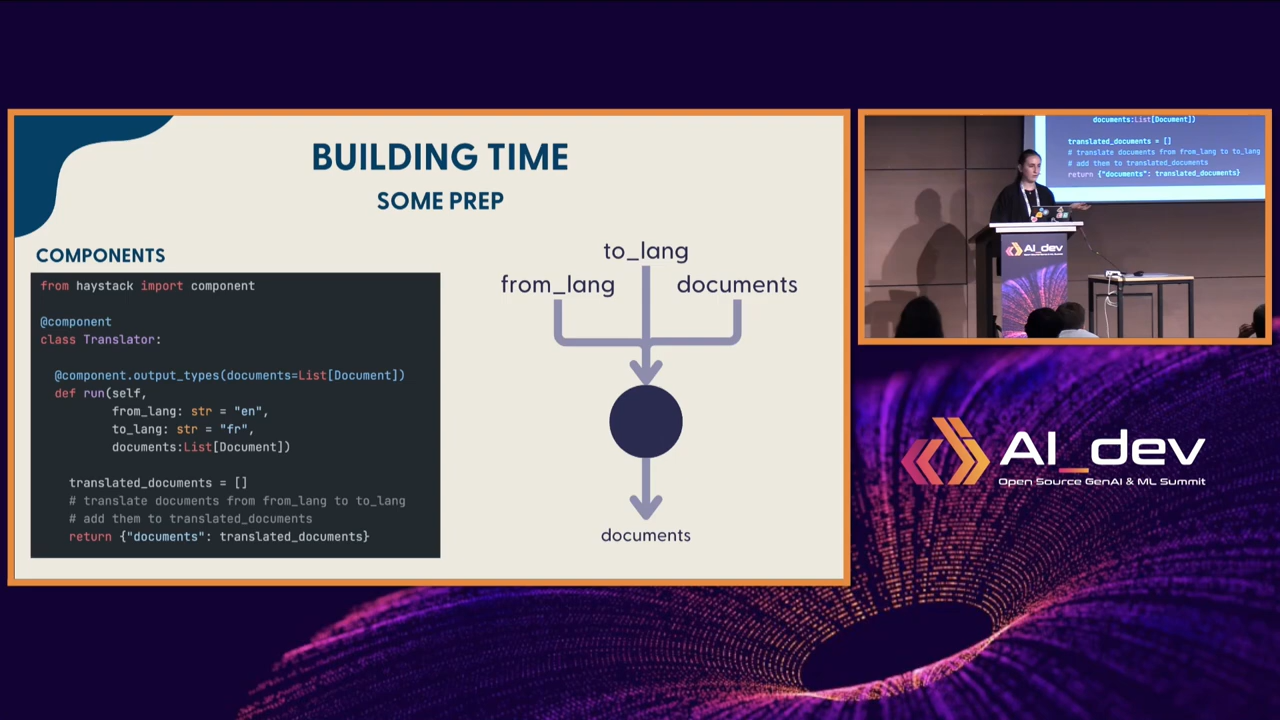 BUILDING TIME
SOME PREP
COMPONENTS
from haystack import component
@component
class Translator:
@component.output_types(documents=List[Document])
def run(self,
from_lang: str = "en",
to_lang: str = "fr",
documents:List[Document])
translated_documents = []
# translate documents from from_lang to to_lang
# add them to translated_documents
return {"documents": translated_documents}
to_lang
from_lang
documents
documents
documents:List[Document])
translated_documents = []
# translate documents from from_lang to to_lang
# add them to translated_documents
return {"documents": translated_documents}
AI_dev
AI_dev
Open Source GenAI & ML Summit